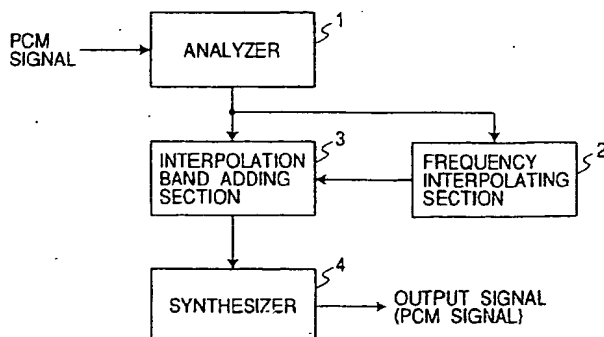 1
PCM
SIGNAL
ANALYZER
3
INTERPOLATION
BAND ADDING
SECTION
2
FREQUENCY
INTERPOLATING
SECTION
4
SYNTHESIZER
OUTPUT SIGNAL
(PCM SIGNAL)